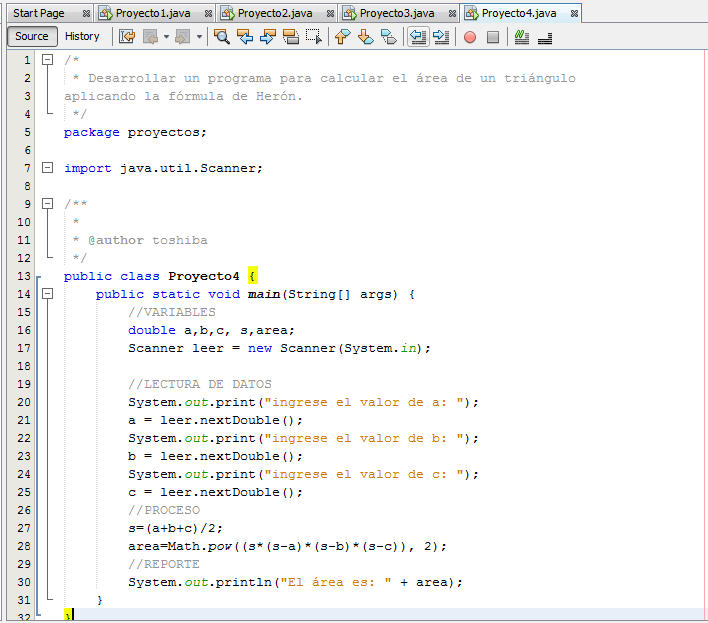 Start Page Proyecto1.java Proyecto2.java Proyecto3.java Proyecto4.java
Source History
1 /*
2 * Desarrollar un programa para calcular el área de un triángulo
3 aplicando la fórmula de Herón.
4 */
5 package proyectos;
6
7 import java.util.Scanner;
8
9 /**
10 *
11 * @author toshiba
12 */
13 public class Proyecto4 {
14 public static void main(String[] args) {
15 //VARIABLES
16 double a,b,c, s,area;
17 Scanner leer = new Scanner(System.in);
18
19 //LECTURA DE DATOS
20 System.out.print("ingrese el valor de a: ");
21 a = leer.nextDouble();
22 System.out.print("ingrese el valor de b: ");
23 b = leer.nextDouble();
24 System.out.print("ingrese el valor de c: ");
25 c = leer.nextDouble();
26 //PROCESO
27 s=(a+b+c)/2;
28 area=Math.pow((s*(s-a)*(s-b)*(s-c)), 2);
29 //REPORTE
30 System.out.println("El área es: " + area);
31 }
32 }